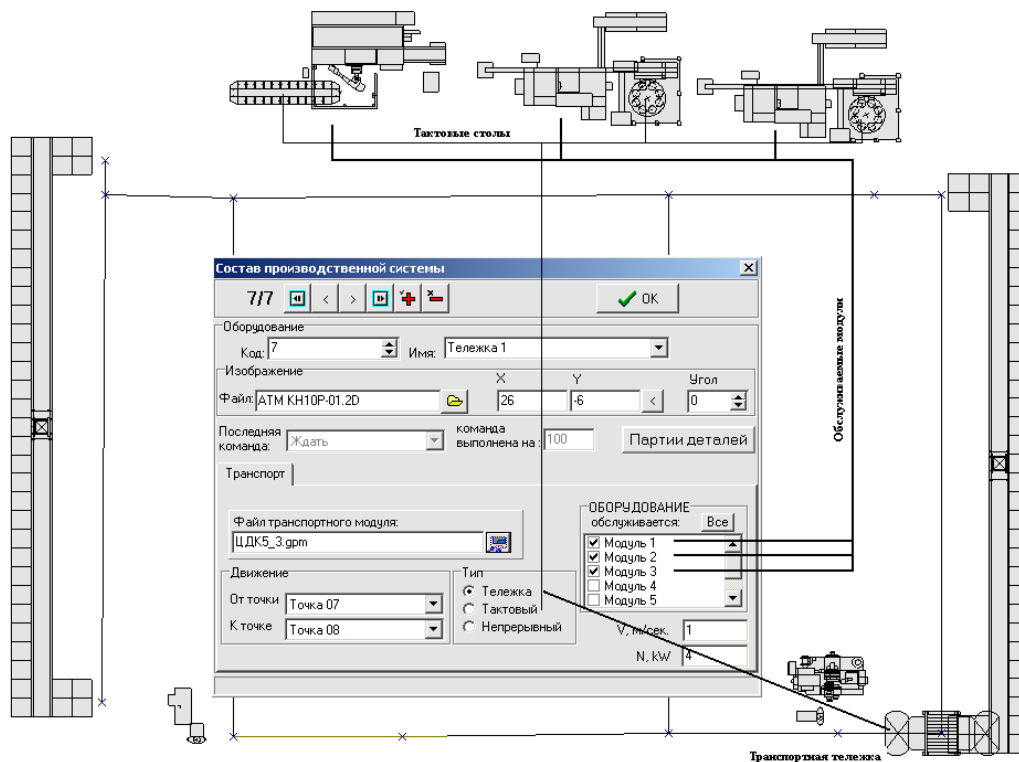 Тактовые столы
Состав производственной системы
7/7
OK
Оборудование
Код: 7 Имя: Тележка 1
Изображение
X Y Угол
Файл: АТМ КН10Р-01.2D 26 -6 < 0
Последняя команда: Ждать
команда выполнена на : 100
Партии деталей
Транспорт
Файл транспортного модуля:
ЦДК5_3.gpm
ОБОРУДОВАНИЕ
обслуживается: Все
Модуль 1
Модуль 2
Модуль 3
Модуль 4
Модуль 5
Движение
От точки Точка 07
К точке Точка 08
Тип
Тележка
Тактовый
Непрерывный
V, м/сек. 1
N, kW 4
Обслуживаемые модули
Транспортная тележка